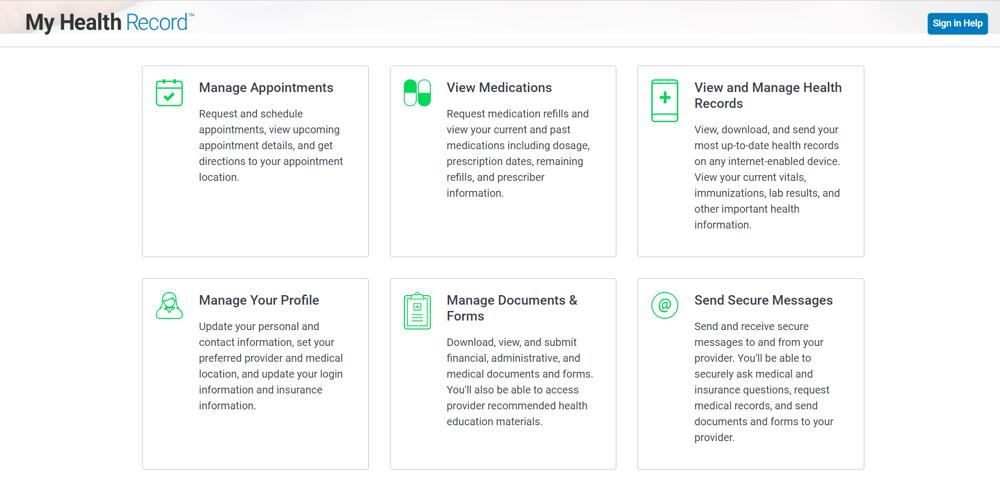 My Health Record™
Sign in Help
Manage Appointments
Request and schedule
appointments, view upcoming
appointment details, and get
directions to your appointment
location.
View Medications
Request medication refills and
view your current and past
medications including dosage,
prescription dates, remaining
refills, and prescriber
information.
View and Manage Health
Records
View, download, and send your
most up-to-date health records
on any internet-enabled device.
View your current vitals,
immunizations, lab results, and
other important health
information.
Manage Your Profile
Update your personal and
contact information, set your
preferred provider and medical
location, and update your login
information and insurance
information.
Manage Documents &
Forms
Download, view, and submit
financial, administrative, and
medical documents and forms.
You'll also be able to access
provider recommended health
education materials.
@
Send Secure Messages
Send and receive secure
messages to and from your
provider. You'll be able to
securely ask medical and
insurance questions, request
medical records, and send
documents and forms to your
provider.